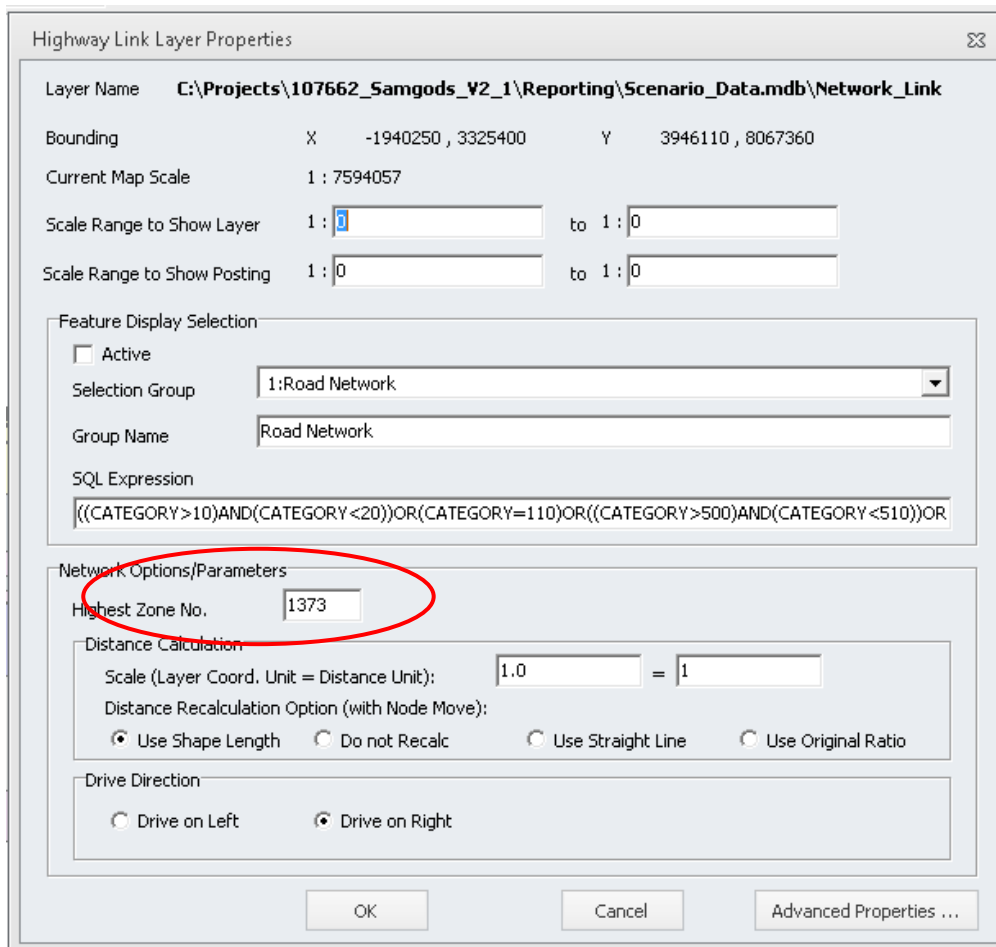 Highway Link Layer Properties
Layer Name C:\Projects\107662_Samgods_V2_1\Reporting\Scenario_Data.mdb\Network_Link
Bounding X -1940250 , 3325400 Y 3946110 , 8067360
Current Map Scale 1 : 7594057
Scale Range to Show Layer 1 : 0 to 1 : 0
Scale Range to Show Posting 1 : 0 to 1 : 0
Feature Display Selection
Active
Selection Group 1:Road Network
Group Name Road Network
SQL Expression
((CATEGORY>10)AND(CATEGORY<20))OR(CATEGORY=110)OR((CATEGORY>500)AND(CATEGORY<510))OR
Network Options/Parameters
Highest Zone No. 1373
Distance Calculation
Scale (Layer Coord. Unit = Distance Unit): 1.0 = 1
Distance Recalculation Option (with Node Move):
Use Shape Length Do not Recalc Use Straight Line Use Original Ratio
Drive Direction
Drive on Left Drive on Right
OK Cancel Advanced Properties ...